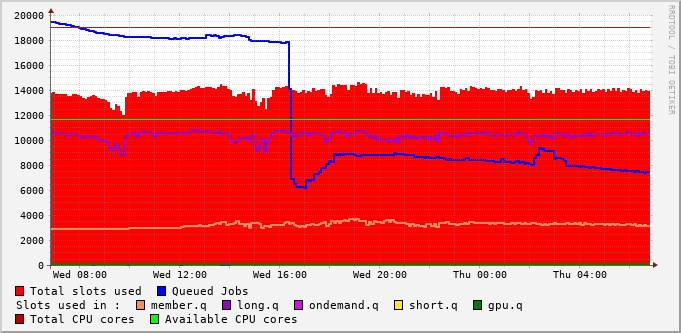 RRDTOOL / TOBI OETIKER
20000
18000
16000
14000
12000
10000
8000
6000
4000
2000
0
Wed 08:00 Wed 12:00 Wed 16:00 Wed 20:00 Thu 00:00 Thu 04:00
Total slots used Queued Jobs
Slots used in : member.q long.q ondemand.q short.q gpu.q
Total CPU cores Available CPU cores